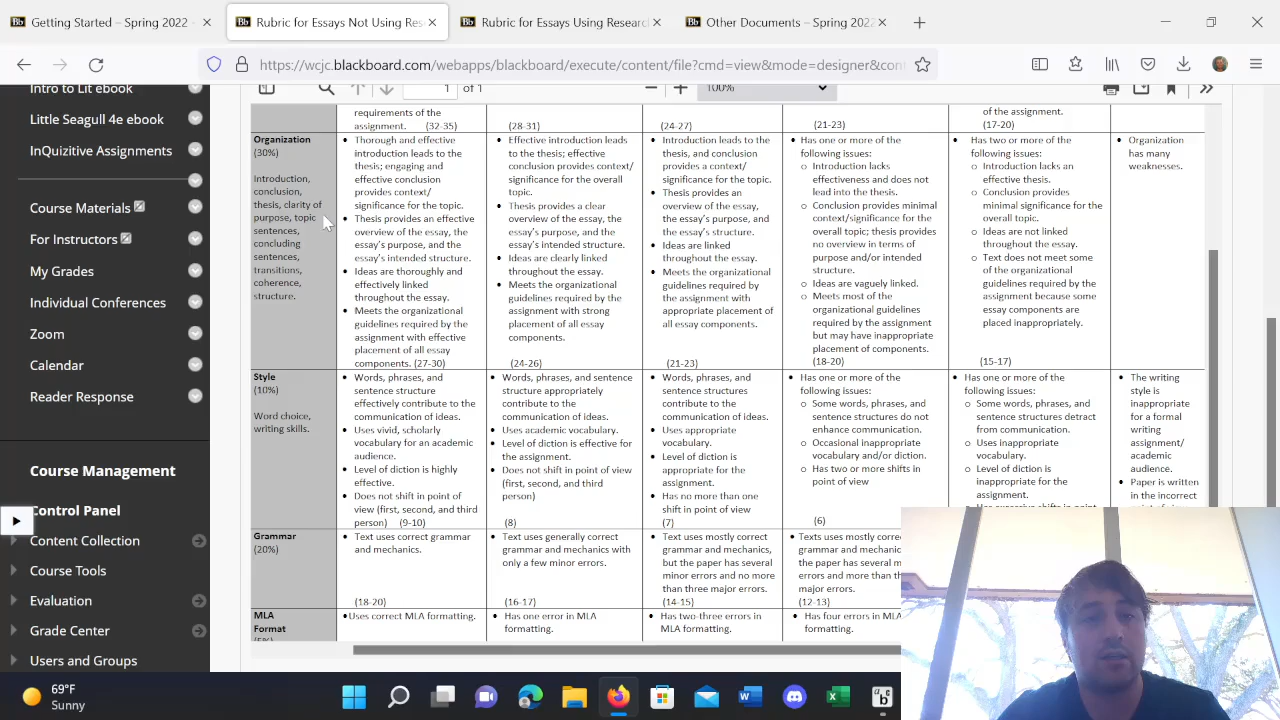 Getting Started – Spring 2022
Rubric for Essays Not Using Res
Rubric for Essays Using Research
Other Documents – Spring 2022
https://wcjc.blackboard.com/webapps/blackboard/execute/content/file?cmd=view&mode=designer&cont
Intro to Lit ebook
Little Seagull 4e ebook
InQuizitive Assignments
Course Materials
For Instructors
My Grades
Individual Conferences
Zoom
Calendar
Reader Response
Course Management
Control Panel
Content Collection
Course Tools
Evaluation
Grade Center
Users and Groups
1 of 1
100%
requirements of the
assignment. (32-35)
(28-31)
(24-27)
(21-23)
of the assignment.
(17-20)
Organization
(30%)
Introduction,
conclusion,
thesis, clarity of
purpose, topic
sentences,
concluding
sentences,
transitions,
coherence,
structure.
• Thorough and effective
introduction leads to the
thesis; engaging and
effective conclusion
provides context/
significance for the topic.
• Thesis provides an effective
overview of the essay, the
essay's purpose, and the
essay's intended structure.
• Ideas are thoroughly and
effectively linked
throughout the essay.
• Meets the organizational
guidelines required by the
assignment with effective
placement of all essay
components. (27-30)
• Effective introduction leads
to the thesis; effective
conclusion provides context/
significance for the overall
topic.
• Thesis provides a clear
overview of the essay, the
essay's purpose, and the
essay's intended structure.
• Ideas are clearly linked
throughout the essay.
• Meets the organizational
guidelines required by the
assignment with strong
placement of all essay
components.
(24-26)
• Introduction leads to the
thesis, and conclusion
provides a context/
significance for the topic.
• Thesis provides an
overview of the essay,
the essay's purpose, and
the essay's structure.
• Ideas are linked
throughout the essay.
• Meets the organizational
guidelines required by
the assignment with
appropriate placement of
all essay components.
(21-23)
• Has one or more of the
following issues:
o Introduction lacks
effectiveness and does not
lead into the thesis.
o Conclusion provides minimal
context/significance for the
overall topic; thesis provides
no overview in terms of
purpose and/or intended
structure.
o Ideas are vaguely linked.
o Meets most of the
organizational guidelines
required by the assignment
but may have inappropriate
placement of components.
(18-20)
• Has two or more of the
following issues:
o Introduction lacks an
effective thesis.
o Conclusion provides
minimal significance for the
overall topic.
o Ideas are not linked
throughout the essay.
o Text does not meet some
of the organizational
guidelines required by the
assignment because some
essay components are
placed inappropriately.
(15-17)
• Organization
has many
weaknesses.
Style
(10%)
Word choice,
writing skills.
• Words, phrases, and
sentence structure
effectively contribute to the
communication of ideas.
• Uses vivid, scholarly
vocabulary for an academic
audience.
• Level of diction is highly
effective.
• Does not shift in point of
view (first, second, and third
person) (9-10)
• Words, phrases, and sentence
structure appropriately
contribute to the
communication of ideas.
• Uses academic vocabulary.
• Level of diction is effective for
the assignment.
• Does not shift in point of view
(first, second, and third
person)
(8)
• Words, phrases, and
sentence structures
contribute to the
communication of ideas.
• Uses appropriate
vocabulary.
• Level of diction is
appropriate for the
assignment.
• Has no more than one
shift in point of view
(7)
• Has one or more of the
following issues:
o Some words, phrases, and
sentence structures do not
enhance communication.
o Occasional inappropriate
vocabulary and/or diction.
o Has two or more shifts in
point of view
(6)
• Has one or more of the
following issues:
o Some words, phrases, and
sentence structures detract
from communication.
o Uses inappropriate
vocabulary.
o Level of diction is
inappropriate for the
assignment.
• The writing
style is
inappropriate
for a formal
writing
assignment/
academic
audience.
• Paper is written
in the incorrect
Grammar
(20%)
• Text uses correct grammar
and mechanics.
(18-20)
• Text uses generally correct
grammar and mechanics with
only a few minor errors.
(16-17)
• Text uses mostly correct
grammar and mechanics,
but the paper has several
minor errors and no more
than three major errors.
(14-15)
• Texts uses mostly correct
grammar and mechanic
the paper has several m
errors and more than th
major errors.
(12-13)
MLA
Format
• Uses correct MLA formatting.
• Has one error in MLA
formatting.
• Has two-three errors in
MLA formatting.
• Has four errors in MLA
formatting.
69°F
Sunny